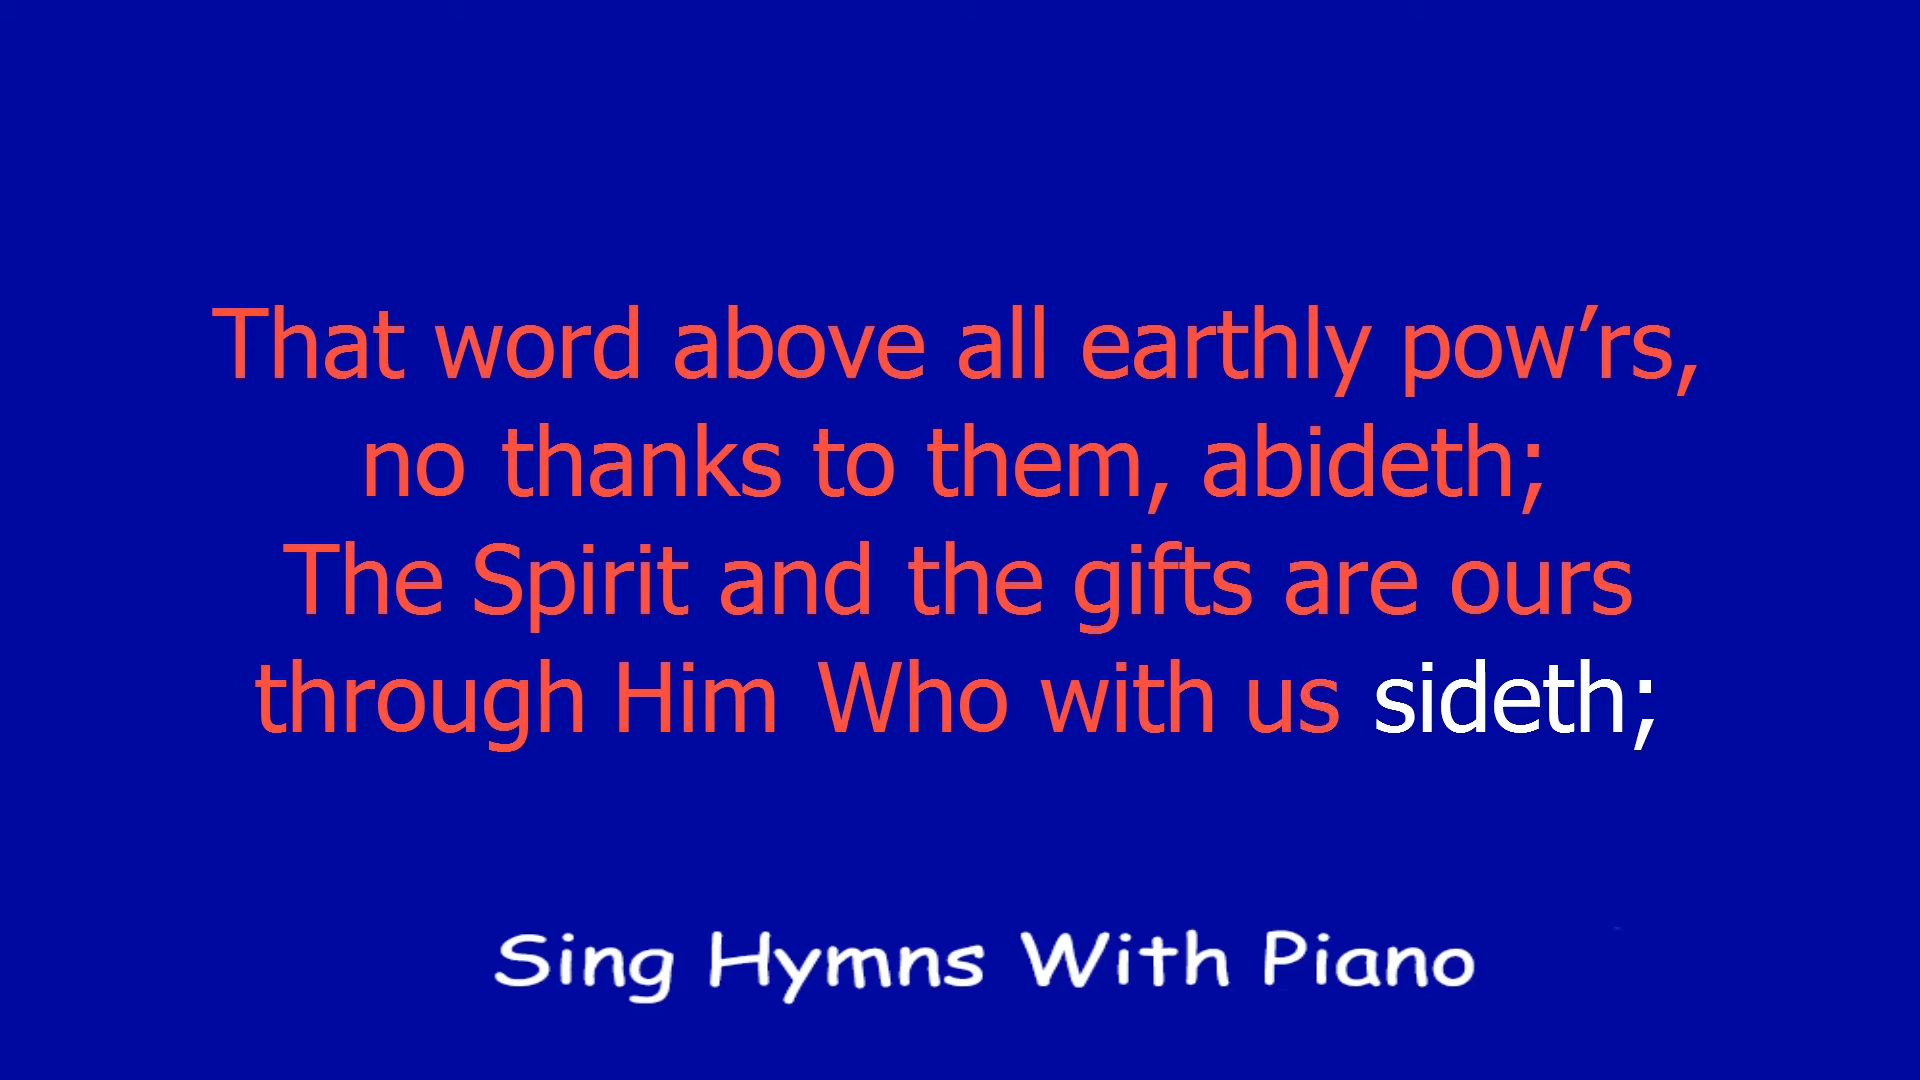 That word above all earthly pow’rs,
no thanks to them, abideth;
The Spirit and the gifts are ours
through Him Who with us sideth;
Sing Hymns With Piano